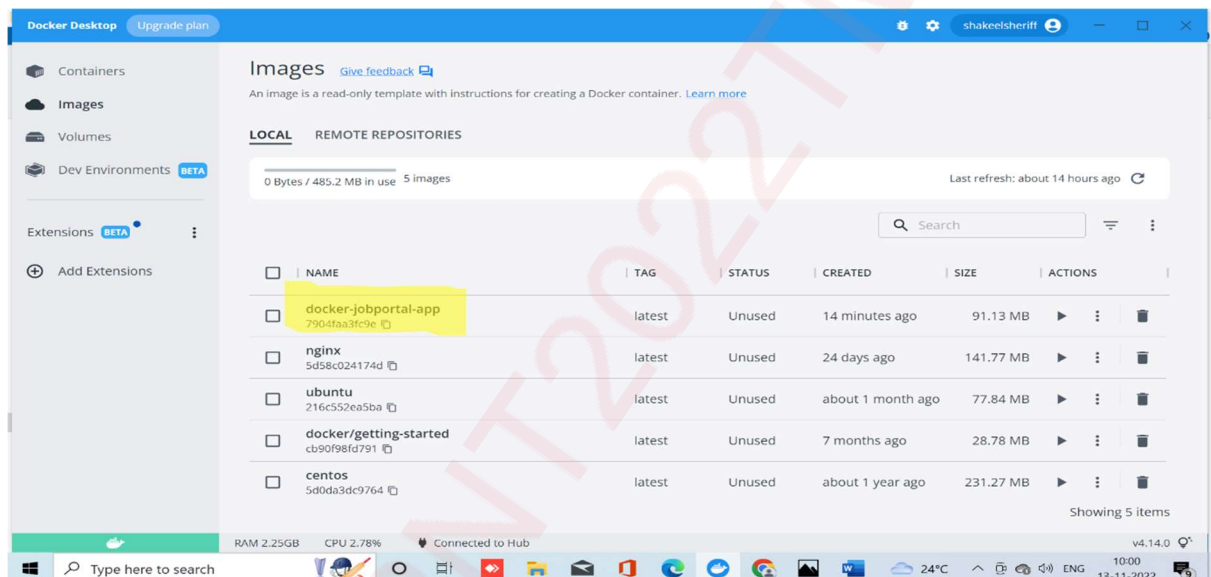 Docker Desktop Upgrade plan shakeelsheriff
Containers
Images
Volumes
Dev Environments BETA
Extensions BETA
Add Extensions
Images Give feedback
An image is a read-only template with instructions for creating a Docker container. Learn more
LOCAL REMOTE REPOSITORIES
0 Bytes / 485.2 MB in use 5 images Last refresh: about 14 hours ago
Search
NAME TAG STATUS CREATED SIZE ACTIONS
docker-jobportal-app
7904faa3fc9e
latest Unused 14 minutes ago 91.13 MB
nginx
5d58c024174d
latest Unused 24 days ago 141.77 MB
ubuntu
216c552ea5ba
latest Unused about 1 month ago 77.84 MB
docker/getting-started
cb90f98fd791
latest Unused 7 months ago 28.78 MB
centos
5d0da3dc9764
latest Unused about 1 year ago 231.27 MB
Showing 5 items
RAM 2.25GB CPU 2.78% Connected to Hub v4.14.0
Type here to search 24°C ENG 10:00
13-11-2022
NT2022T